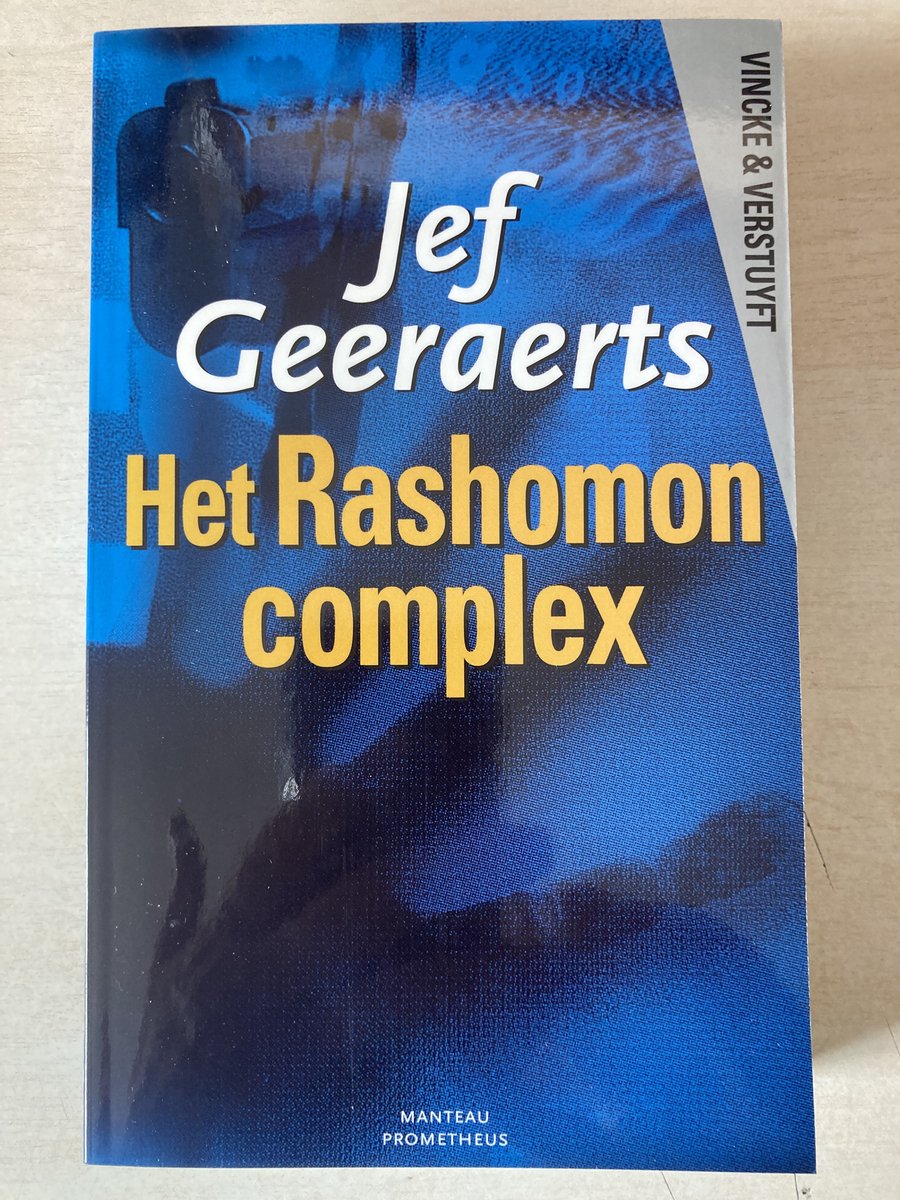 VINCKE & VERSTUYFT
Jef
Geeraerts
Het Rashomon
complex
MANTEAU
PROMETHEUS